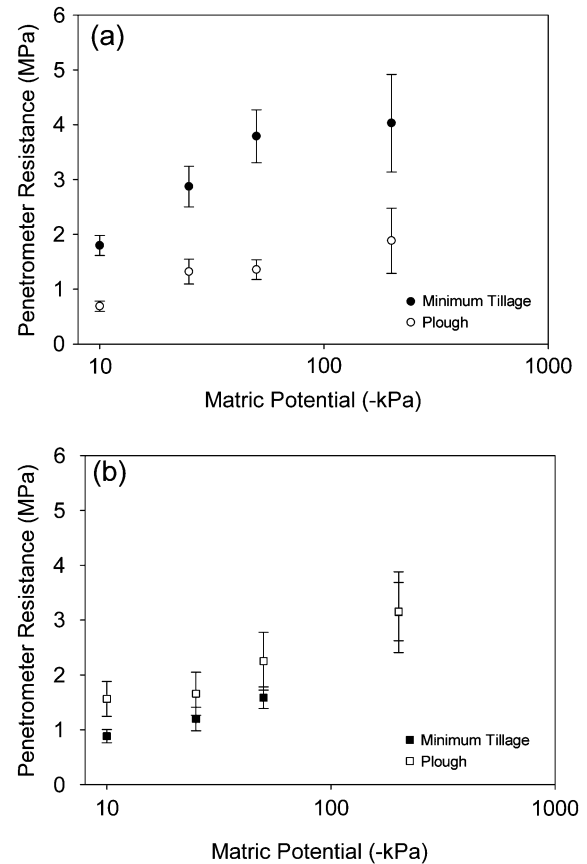 (a)
Penetrometer Resistance (MPa)
6
5
4
3
2
1
0
Minimum Tillage
Plough
10
100
1000
Matric Potential (-kPa)
(b)
Penetrometer Resistance (MPa)
6
5
4
3
2
1
0
Minimum Tillage
Plough
10
100
1000
Matric Potential (-kPa)